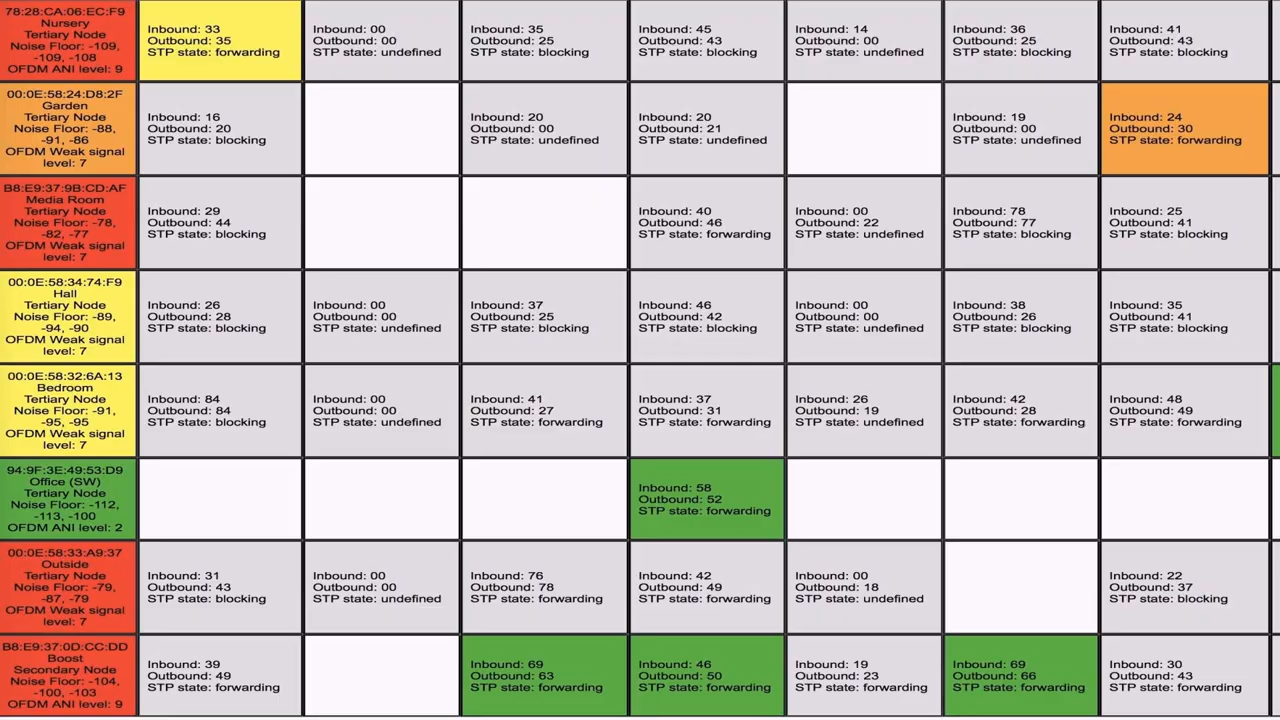 78:28:CA:06:EC:F9
Nursery
Tertiary Node
Noise Floor: -109,
-109, -108
OFDM ANI level: 9
Inbound: 33
Outbound: 35
STP state: forwarding
Inbound: 00
Outbound: 00
STP state: undefined
Inbound: 35
Outbound: 25
STP state: blocking
Inbound: 45
Outbound: 43
STP state: blocking
Inbound: 14
Outbound: 00
STP state: undefined
Inbound: 36
Outbound: 25
STP state: blocking
Inbound: 41
Outbound: 43
STP state: blocking
00:0E:58:24:D8:2F
Garden
Tertiary Node
Noise Floor: -88,
-91, -86
OFDM Weak signal
level: 7
Inbound: 16
Outbound: 20
STP state: blocking
Inbound: 20
Outbound: 00
STP state: undefined
Inbound: 20
Outbound: 21
STP state: undefined
Inbound: 19
Outbound: 00
STP state: undefined
Inbound: 24
Outbound: 30
STP state: forwarding
B8:E9:37:9B:CD:AF
Media Room
Tertiary Node
Noise Floor: -78,
-82, -77
OFDM Weak signal
level: 7
Inbound: 29
Outbound: 44
STP state: blocking
Inbound: 40
Outbound: 46
STP state: forwarding
Inbound: 00
Outbound: 22
STP state: undefined
Inbound: 78
Outbound: 77
STP state: blocking
Inbound: 25
Outbound: 41
STP state: blocking
00:0E:58:34:74:F9
Hall
Tertiary Node
Noise Floor: -89,
-94, -90
OFDM Weak signal
level: 7
Inbound: 26
Outbound: 28
STP state: blocking
Inbound: 00
Outbound: 00
STP state: undefined
Inbound: 37
Outbound: 25
STP state: blocking
Inbound: 46
Outbound: 42
STP state: blocking
Inbound: 00
Outbound: 00
STP state: undefined
Inbound: 38
Outbound: 26
STP state: blocking
Inbound: 35
Outbound: 41
STP state: blocking
00:0E:58:32:6A:13
Bedroom
Tertiary Node
Noise Floor: -91,
-95, -95
OFDM Weak signal
level: 7
Inbound: 84
Outbound: 84
STP state: blocking
Inbound: 00
Outbound: 00
STP state: undefined
Inbound: 41
Outbound: 27
STP state: forwarding
Inbound: 37
Outbound: 31
STP state: forwarding
Inbound: 26
Outbound: 19
STP state: undefined
Inbound: 42
Outbound: 28
STP state: forwarding
Inbound: 48
Outbound: 49
STP state: forwarding
94:9F:3E:49:53:D9
Office (SW)
Tertiary Node
Noise Floor: -112,
-113, -100
OFDM ANI level: 2
Inbound: 58
Outbound: 52
STP state: forwarding
00:0E:58:33:A9:37
Outside
Tertiary Node
Noise Floor: -79,
-87, -79
OFDM Weak signal
level: 7
Inbound: 31
Outbound: 43
STP state: blocking
Inbound: 00
Outbound: 00
STP state: undefined
Inbound: 76
Outbound: 78
STP state: forwarding
Inbound: 42
Outbound: 49
STP state: forwarding
Inbound: 00
Outbound: 18
STP state: undefined
Inbound: 22
Outbound: 37
STP state: blocking
B8:E9:37:0D:CC:DD
Boost
Secondary Node
Noise Floor: -104,
-100, -103
OFDM ANI level: 9
Inbound: 39
Outbound: 49
STP state: forwarding
Inbound: 69
Outbound: 63
STP state: forwarding
Inbound: 46
Outbound: 50
STP state: forwarding
Inbound: 19
Outbound: 23
STP state: forwarding
Inbound: 69
Outbound: 66
STP state: forwarding
Inbound: 30
Outbound: 43
STP state: forwarding